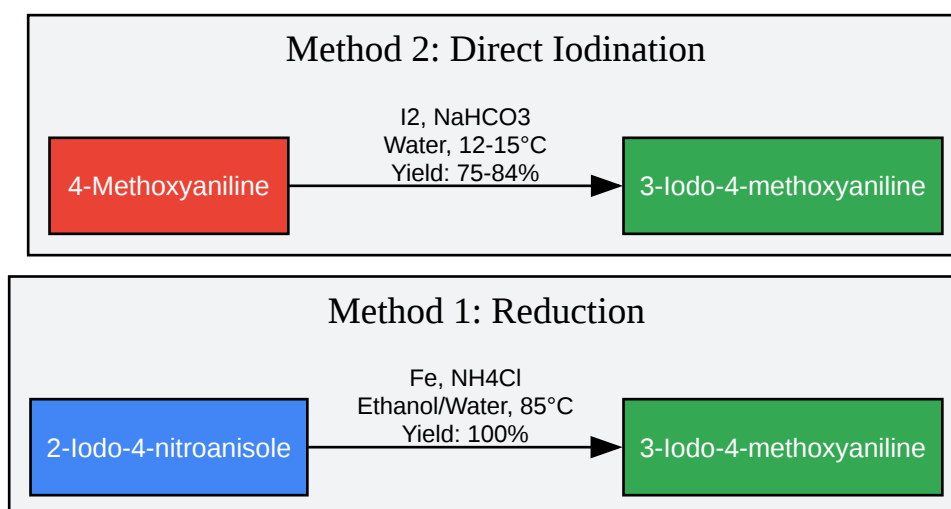 Method 2: Direct Iodination
I2, NaHCO3
Water, 12-15°C
Yield: 75-84%
4-Methoxyaniline
3-Iodo-4-methoxyaniline
Method 1: Reduction
Fe, NH4Cl
Ethanol/Water, 85°C
Yield: 100%
2-Iodo-4-nitroanisole
3-Iodo-4-methoxyaniline